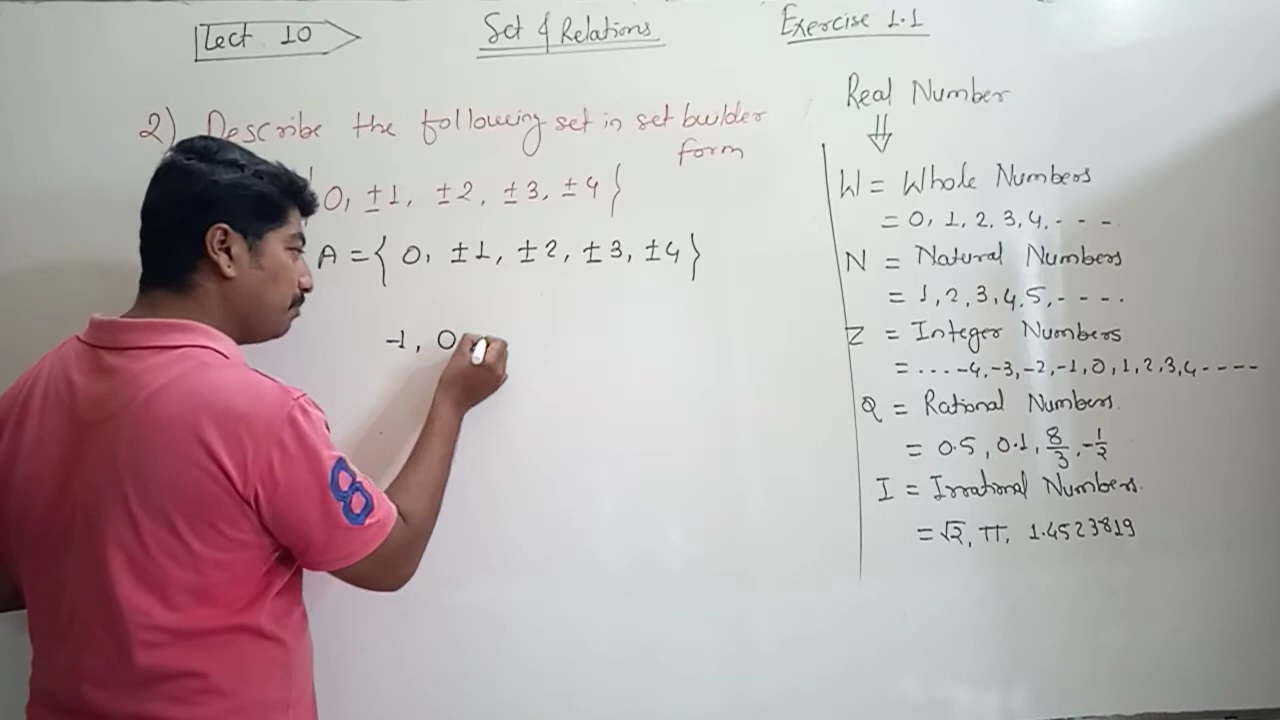 Lect 10
Set & Relations
Exercise 1.1
2) Describe the following set in set builder
form
0, ±1, ±2, ±3, ±4}
A = { 0, ±1, ±2, ±3, ±4 }
-1, 0
Real Number
⇓
W = Whole Numbers
= 0, 1, 2, 3, 4, - - -
N = Natural Numbers
= 1, 2, 3, 4, 5, - - - -
Z = Integer Numbers
= .... -4, -3, -2, -1, 0, 1, 2, 3, 4 - - - -
Q = Rational Numbers.
= 0.5, 0.1, 8/3, -1/2
I = Irrational Numbers.
= √2, π, 1.4523819
8